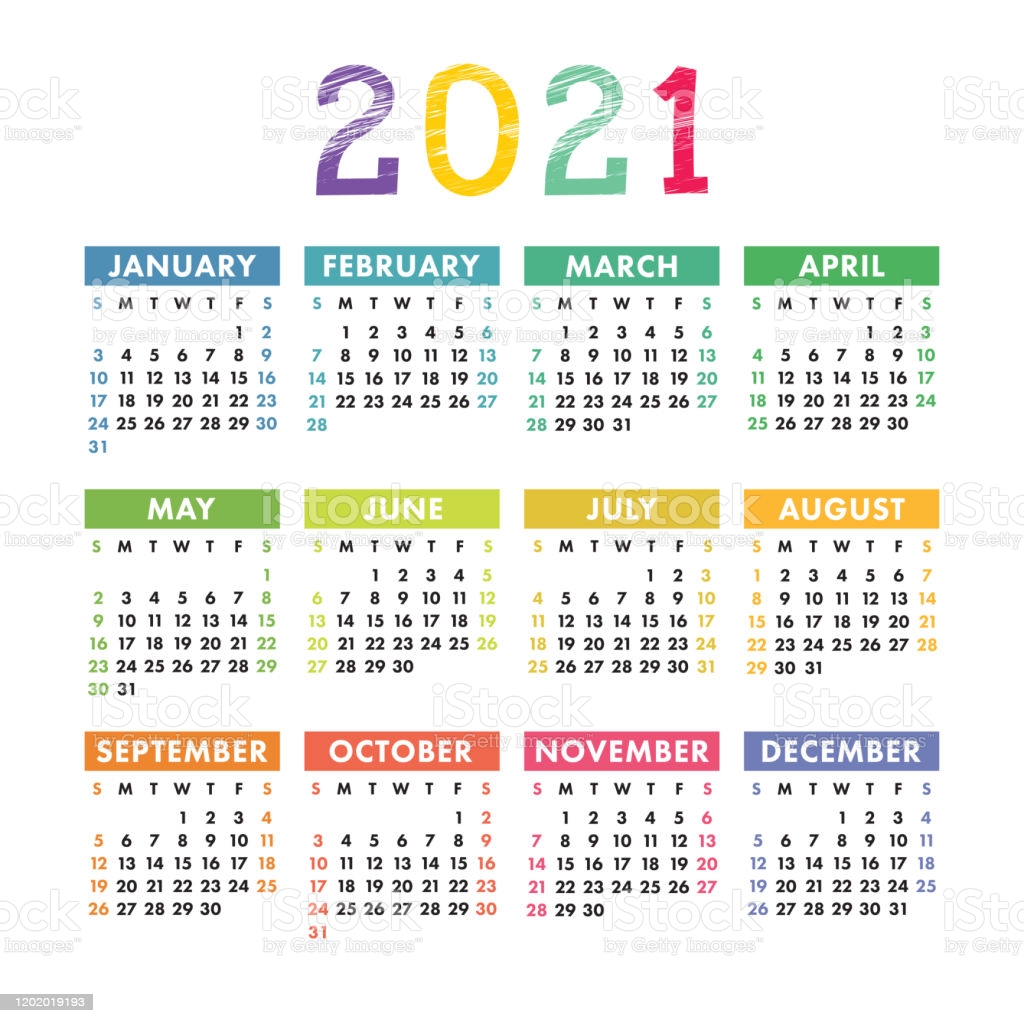 2021
JANUARY FEBRUARY MARCH APRIL
S M T W T F S S M T W T F S S M T W T F S S M T W T F S
1 2 1 2 3 4 5 6 1 2 3 4 5 6 1 2 3
3 4 5 6 7 8 9 7 8 9 10 11 12 13 7 8 9 10 11 12 13 4 5 6 7 8 9 10
10 11 12 13 14 15 16 14 15 16 17 18 19 20 14 15 16 17 18 19 20 11 12 13 14 15 16 17
17 18 19 20 21 22 23 21 22 23 24 25 26 27 21 22 23 24 25 26 27 18 19 20 21 22 23 24
24 25 26 27 28 29 30 28 28 29 30 31 25 26 27 28 29 30
31
MAY JUNE JULY AUGUST
S M T W T F S S M T W T F S S M T W T F S S M T W T F S
1 1 2 3 4 5 1 2 3 1 2 3 4 5 6 7
2 3 4 5 6 7 8 6 7 8 9 10 11 12 4 5 6 7 8 9 10 8 9 10 11 12 13 14
9 10 11 12 13 14 15 13 14 15 16 17 18 19 11 12 13 14 15 16 17 15 16 17 18 19 20 21
16 17 18 19 20 21 22 20 21 22 23 24 25 26 18 19 20 21 22 23 24 22 23 24 25 26 27 28
23 24 25 26 27 28 29 27 28 29 30 25 26 27 28 29 30 31 29 30 31
30 31
SEPTEMBER OCTOBER NOVEMBER DECEMBER
S M T W T F S S M T W T F S S M T W T F S S M T W T F S
1 2 3 4 1 2 1 2 3 4 5 6 1 2 3 4
5 6 7 8 9 10 11 3 4 5 6 7 8 9 7 8 9 10 11 12 13 5 6 7 8 9 10 11
12 13 14 15 16 17 18 10 11 12 13 14 15 16 14 15 16 17 18 19 20 12 13 14 15 16 17 18
19 20 21 22 23 24 25 17 18 19 20 21 22 23 21 22 23 24 25 26 27 19 20 21 22 23 24 25
26 27 28 29 30 24 25 26 27 28 29 30 28 29 30 26 27 28 29 30 31
31
iStock
by Getty Images™
1202019193